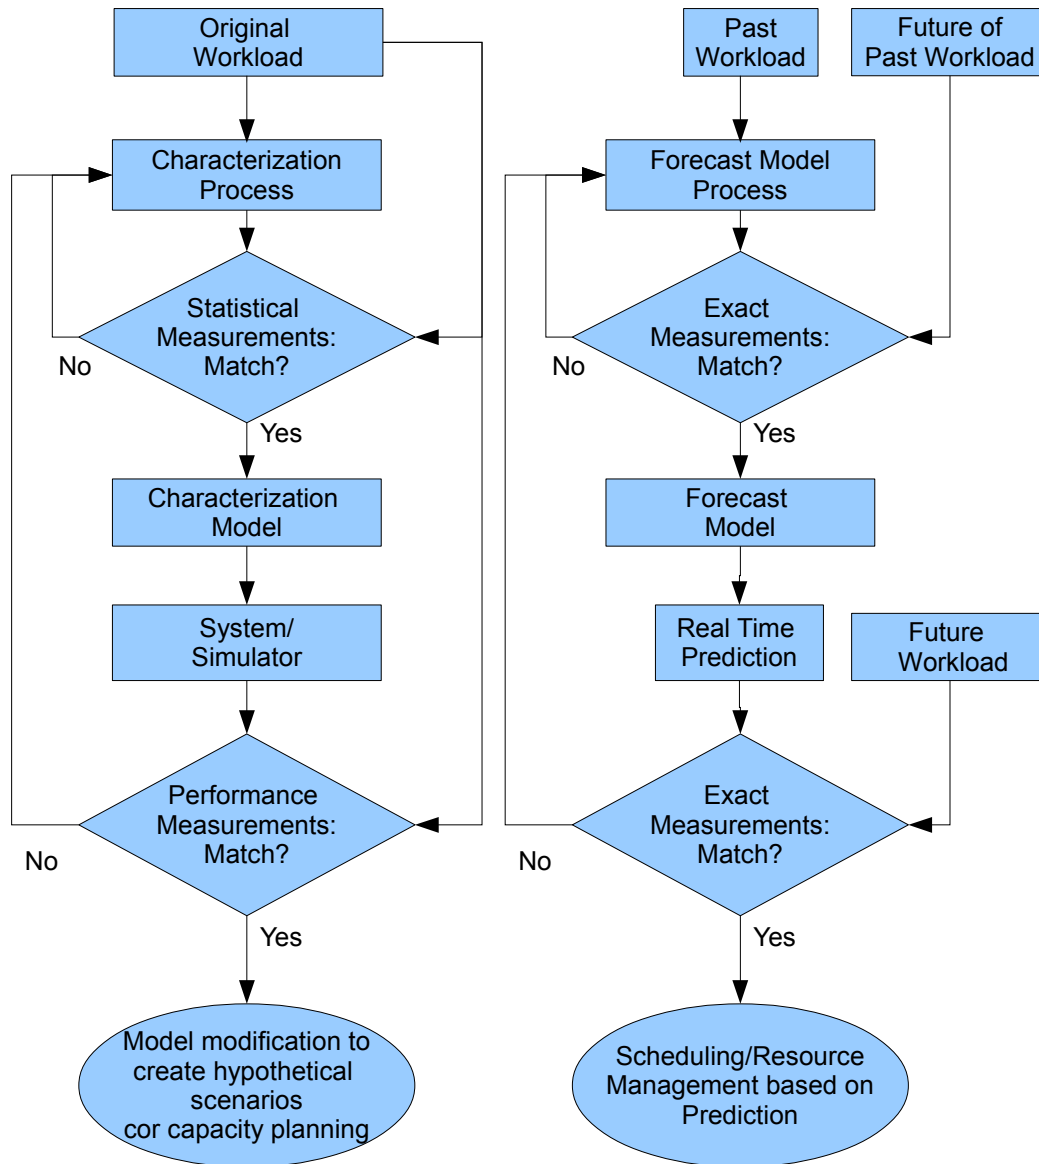 Original
Workload
Characterization
Process
Statistical
Measurements:
Match?
No
Yes
Characterization
Model
System/
Simulator
Performance
Measurements:
Match?
No
Yes
Model modification to
create hypothetical
scenarios
cor capacity planning
Past
Workload
Future of
Past Workload
Forecast Model
Process
Exact
Measurements:
Match?
No
Yes
Forecast
Model
Real Time
Prediction
Future
Workload
Exact
Measurements:
Match?
No
Yes
Scheduling/Resource
Management based on
Prediction